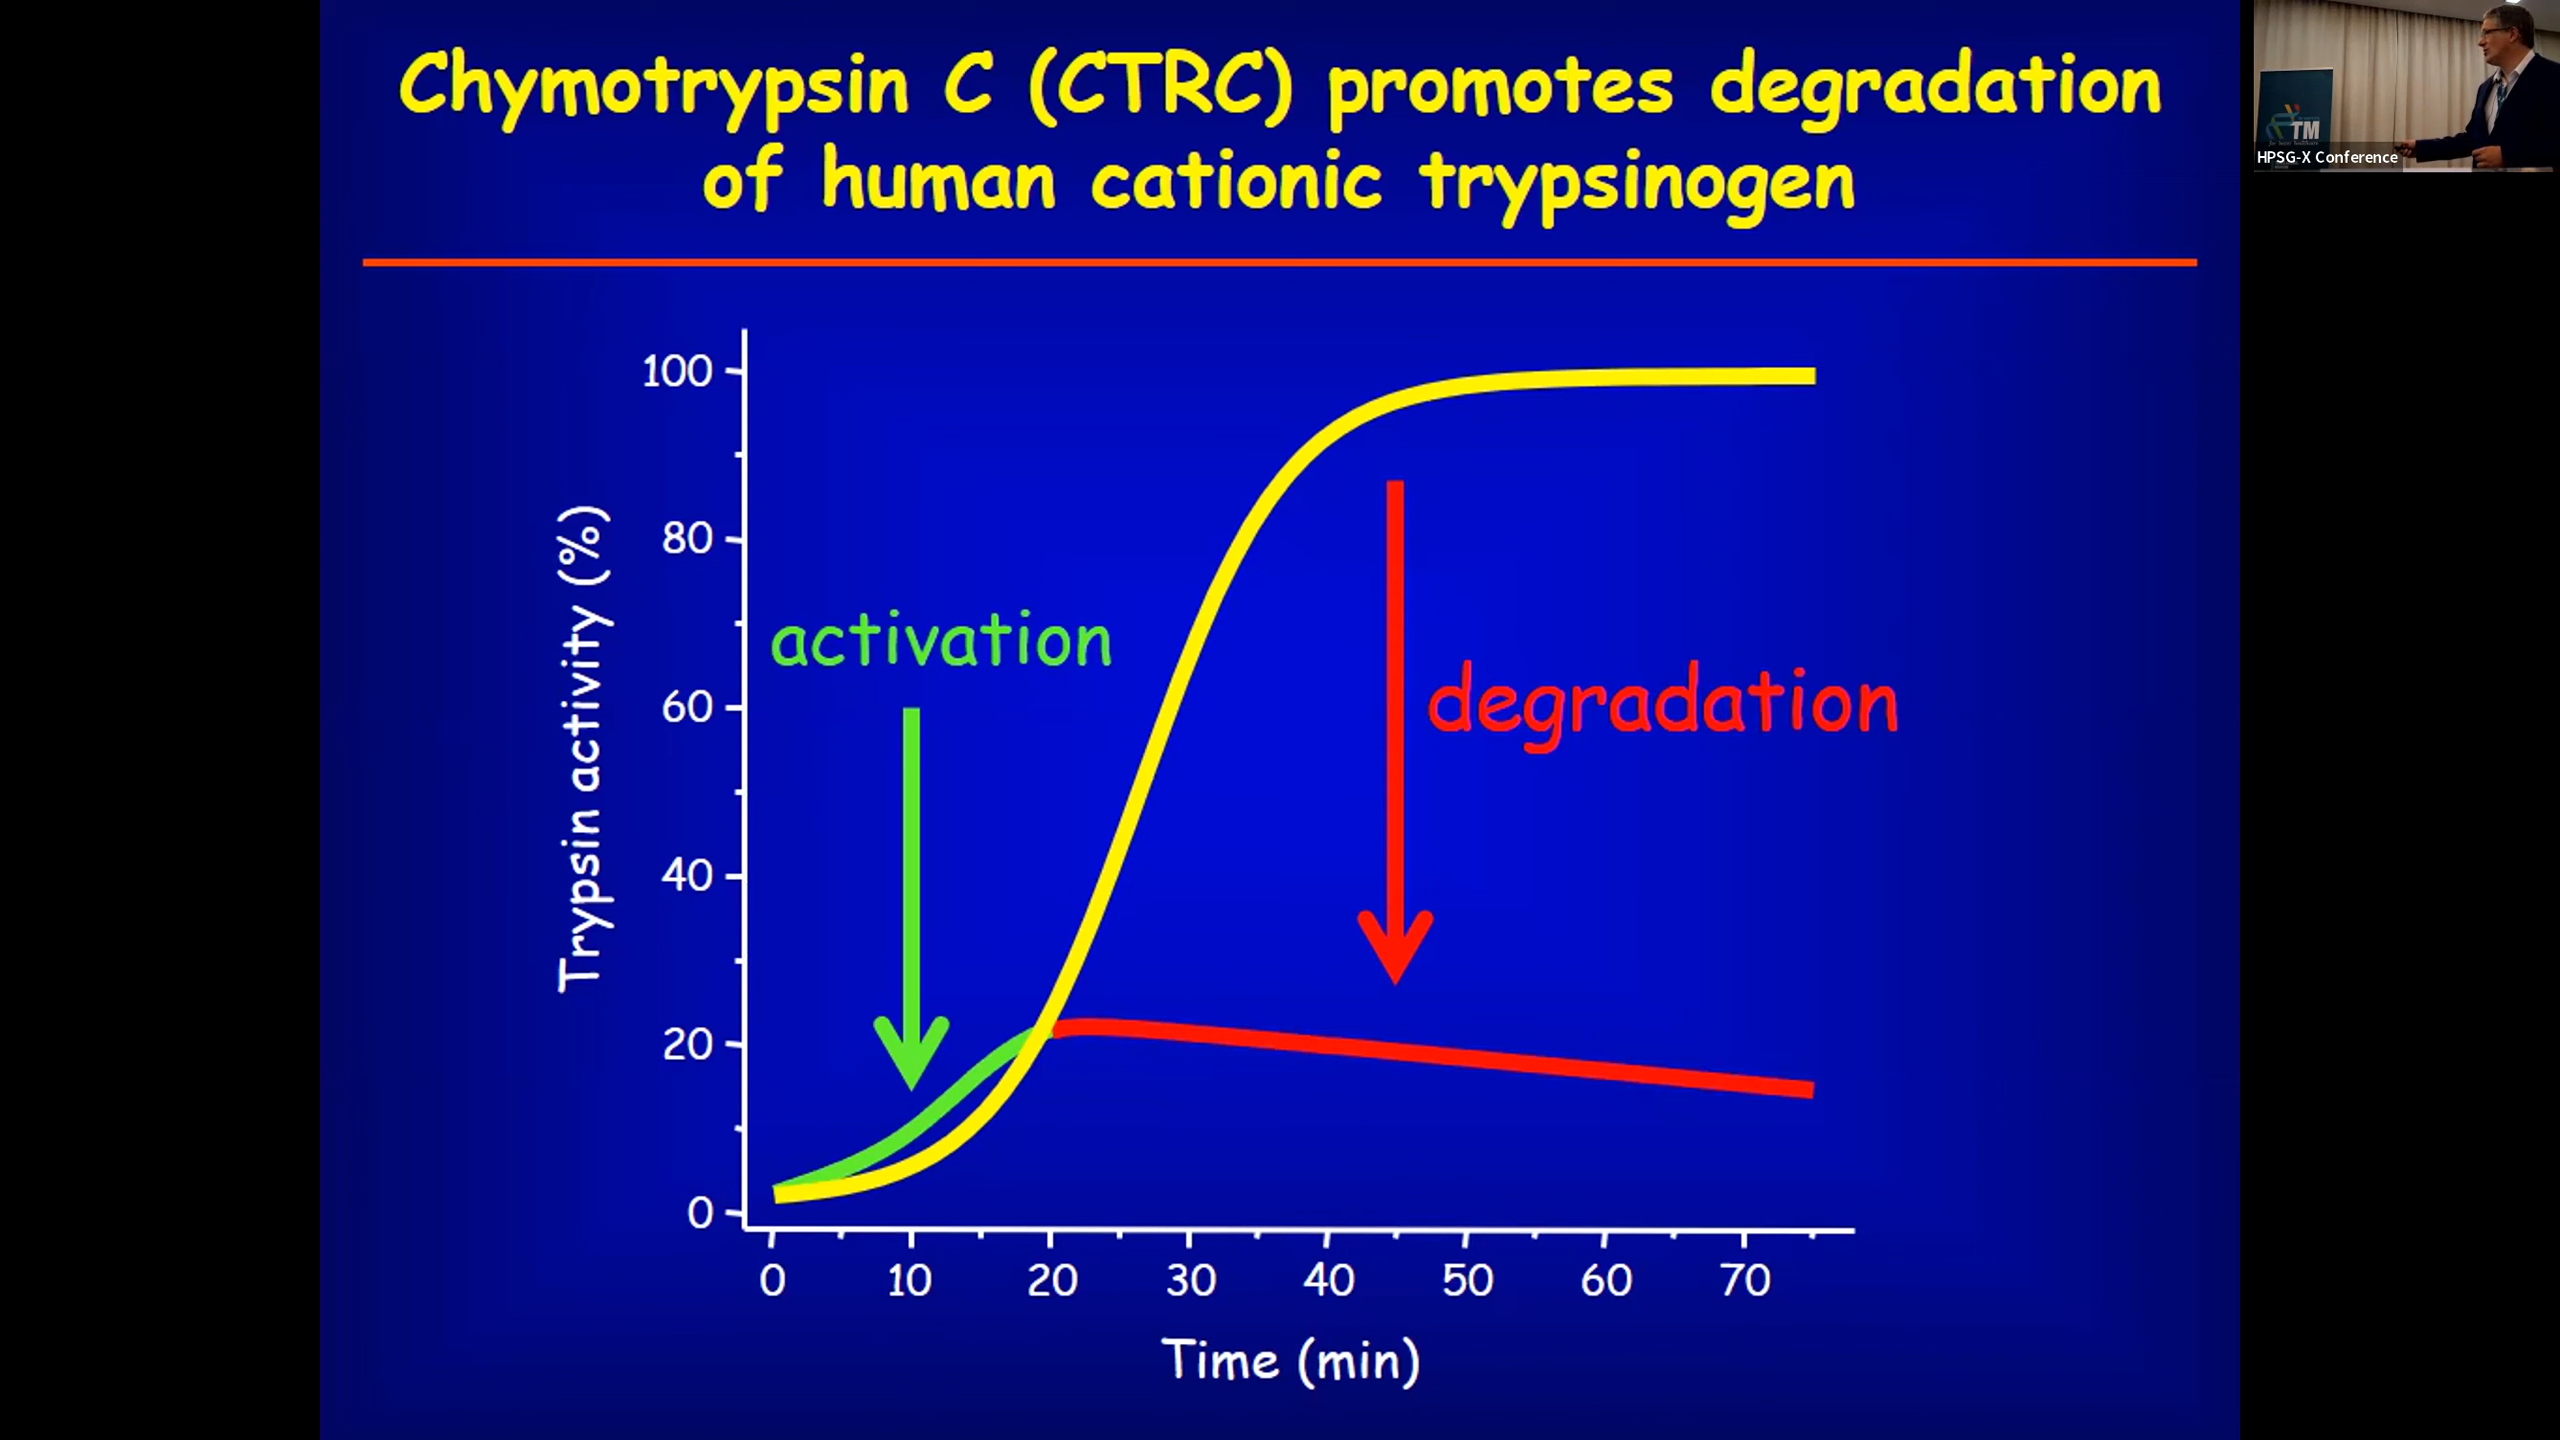 Chymotrypsin C (CTRC) promotes degradation
of human cationic trypsinogen
TM
HPSG-X Conference
100
80
60
40
20
0
Trypsin activity (%)
activation
degradation
0 10 20 30 40 50 60 70
Time (min)